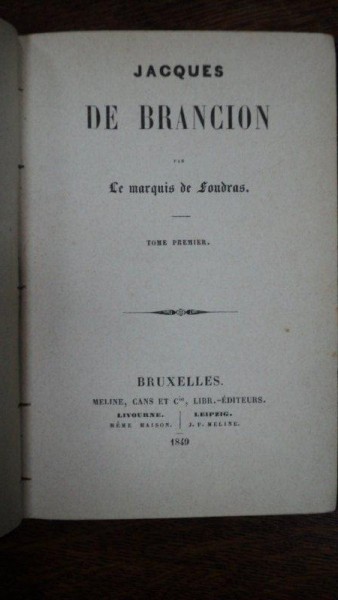 JACQUES
DE BRANCION
PAR
Le marquis de Foudras.
TOME PREMIER.
BRUXELLES.
MELINE, CANS ET Cie, LIBR.-ÉDITEURS.
LIVOURNE. | LEIPZIG.
MÊME MAISON. | J. P. MELINE.
1849